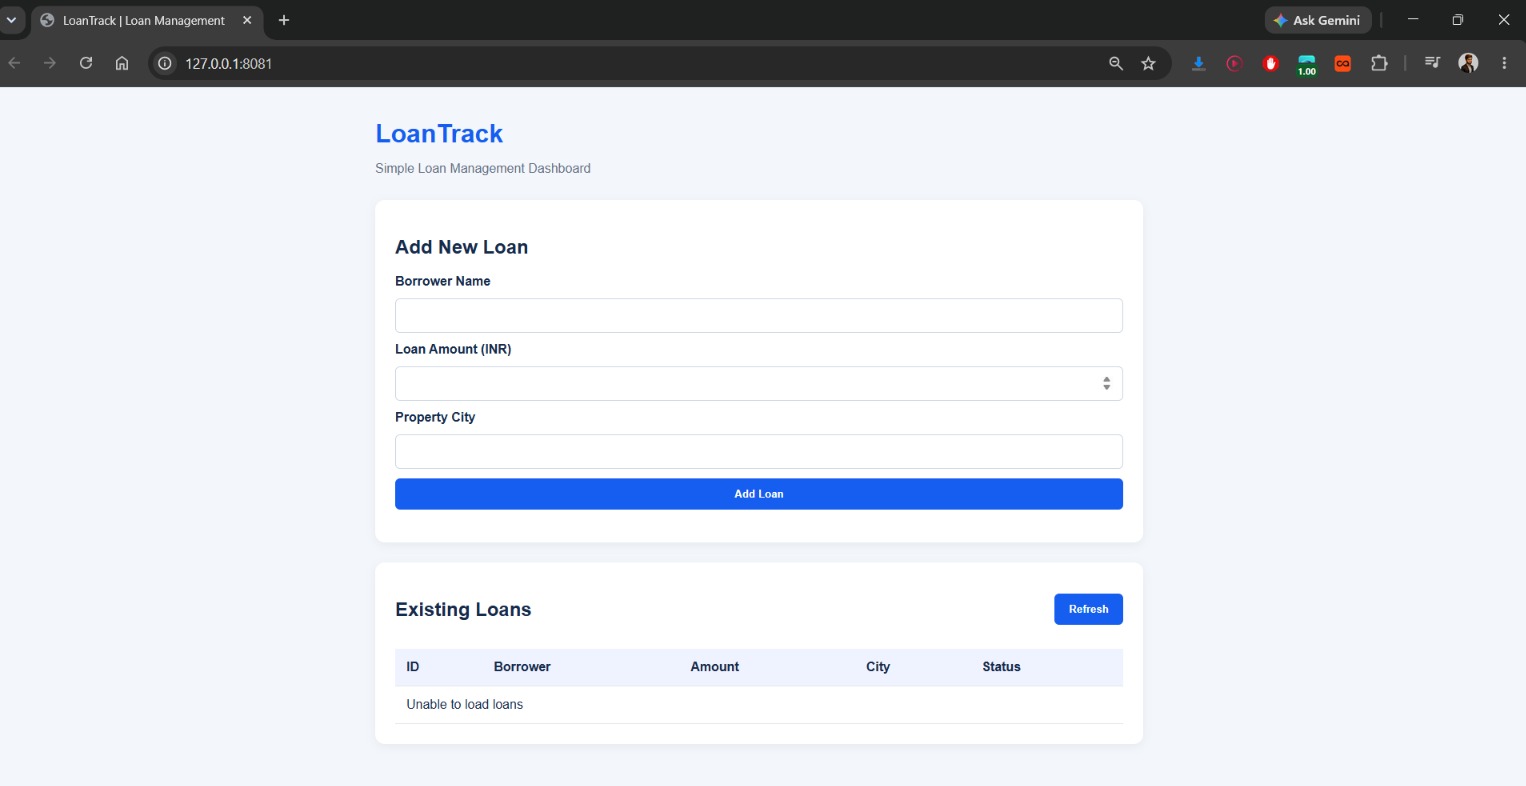 LoanTrack | Loan Management
Ask Gemini
127.0.0.1:8081
1.00
LoanTrack
Simple Loan Management Dashboard
Add New Loan
Borrower Name
Loan Amount (INR)
Property City
Add Loan
Existing Loans
Refresh
ID Borrower Amount City Status
Unable to load loans